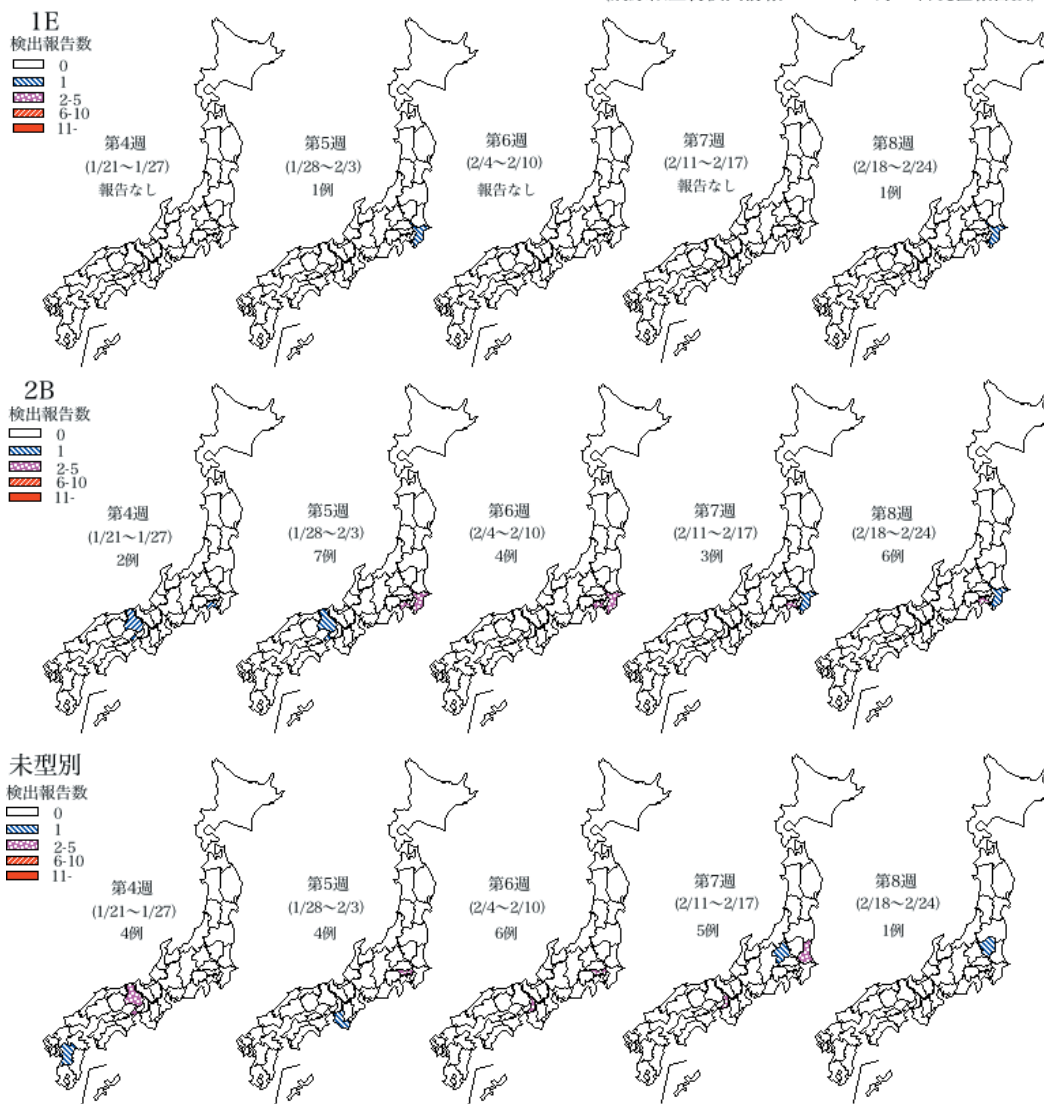 1E
検出報告数
0
1
2-5
6-10
11-
第4週
(1/21～1/27)
報告なし
第5週
(1/28～2/3)
1例
第6週
(2/4～2/10)
報告なし
第7週
(2/11～2/17)
報告なし
第8週
(2/18～2/24)
1例
2B
検出報告数
0
1
2-5
6-10
11-
第4週
(1/21～1/27)
2例
第5週
(1/28～2/3)
7例
第6週
(2/4～2/10)
4例
第7週
(2/11～2/17)
3例
第8週
(2/18～2/24)
6例
未型別
検出報告数
0
1
2-5
6-10
11-
第4週
(1/21～1/27)
4例
第5週
(1/28～2/3)
4例
第6週
(2/4～2/10)
6例
第7週
(2/11～2/17)
5例
第8週
(2/18～2/24)
1例